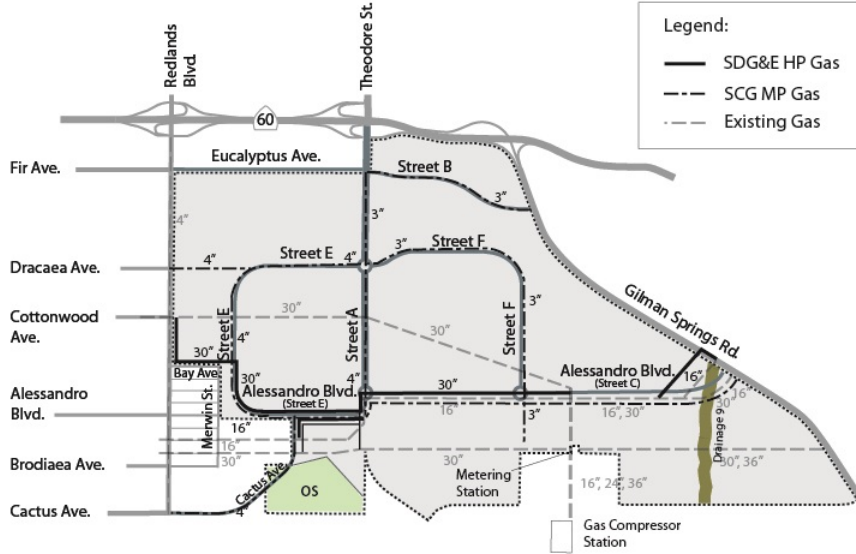 Redlands
Blvd.
Theodore St.
Legend:
SDG&E HP Gas
SCG MP Gas
Existing Gas
60
Fir Ave.
Eucalyptus Ave.
Street B
4"
3"
3"
Dracaea Ave.
4"
Street E
4"
3"
Street F
Gilman Springs Rd.
Cottonwood
Ave.
30"
30"
Street E
4"
Street A
Street F
3"
30"
Bay Ave.
30"
Alessandro Blvd.
(Street E)
4"
30"
Alessandro Blvd.
(Street C)
16"
16"
30"
Alessandro
Blvd.
Merwin St.
16"
16"
3"
16", 30"
Drainage 9
16"
30"
Brodiaea Ave.
30"
30", 36"
Metering
Station
16", 24", 36"
Cactus Ave.
OS
Cactus Ave.
4"
Gas Compressor
Station